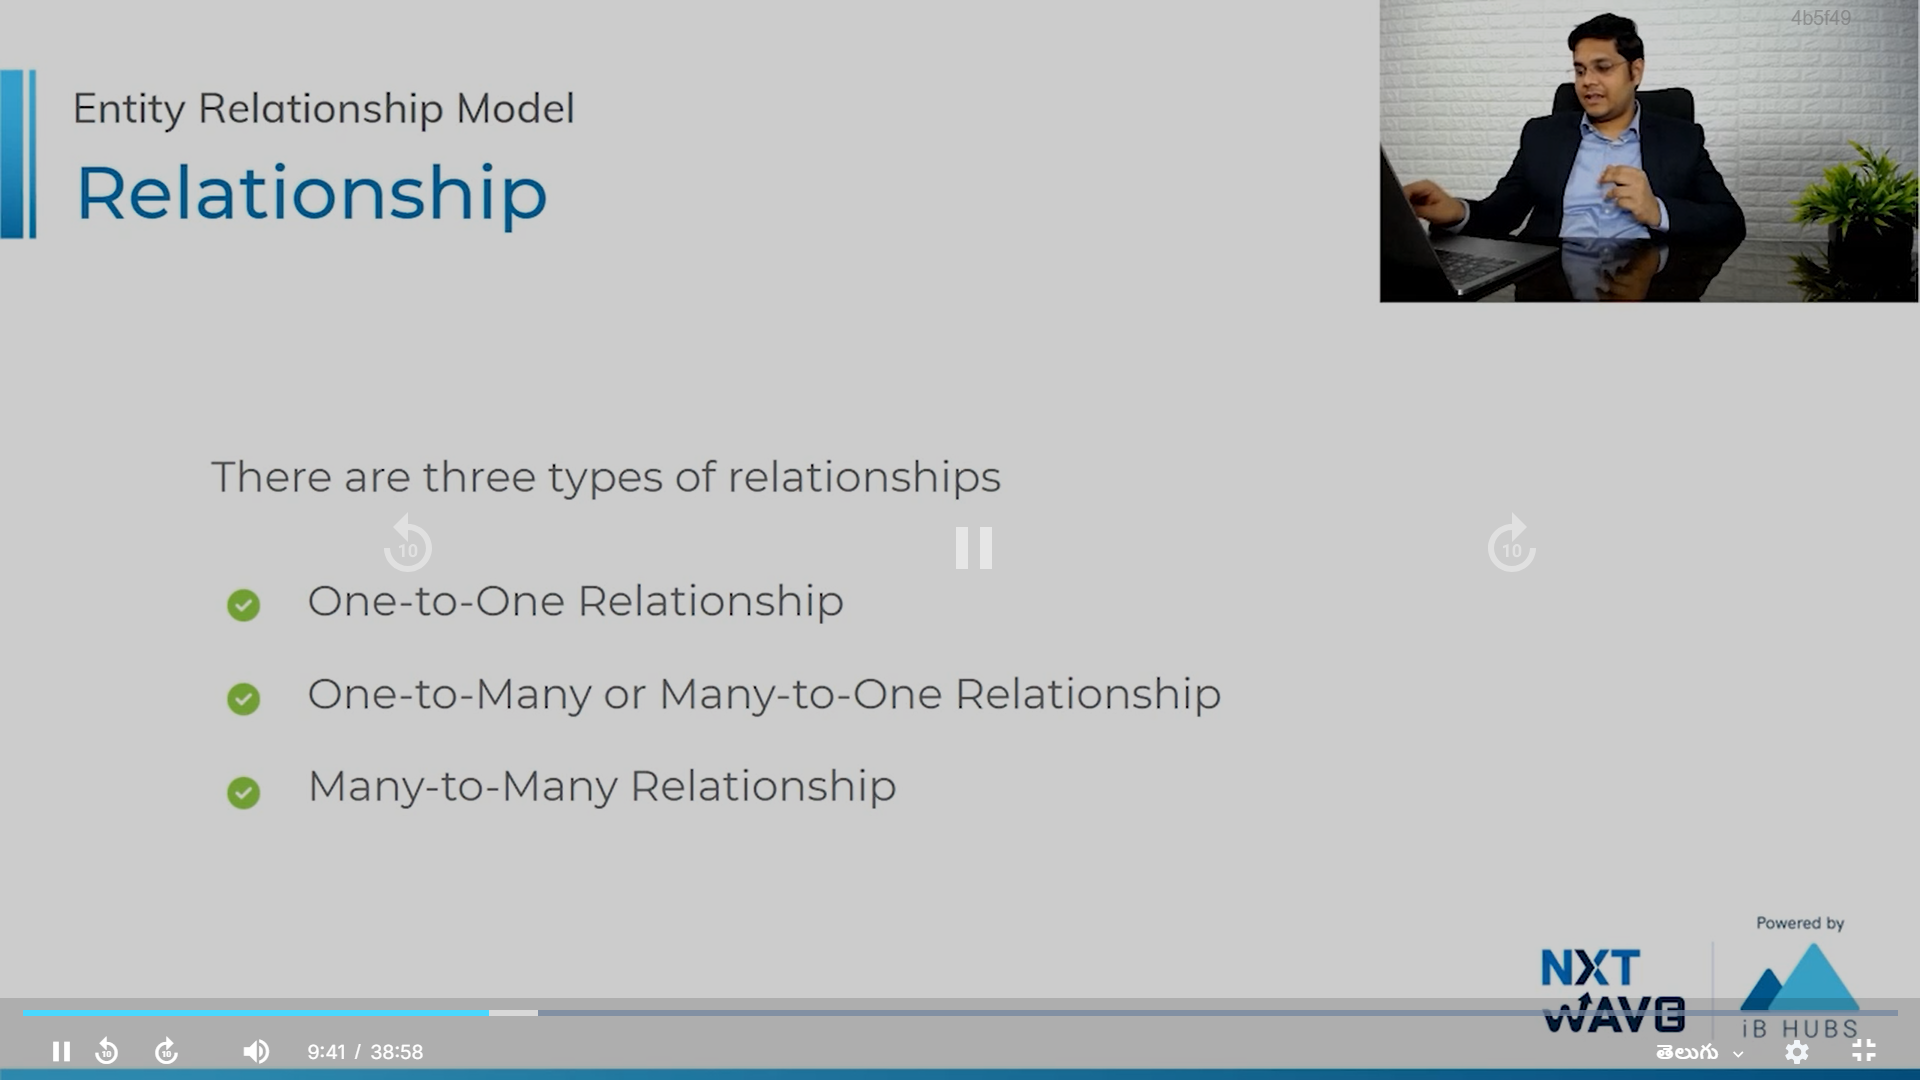 4b5f49
Entity Relationship Model
Relationship
There are three types of relationships
10
10
One-to-One Relationship
One-to-Many or Many-to-One Relationship
Many-to-Many Relationship
Powered by
NXT
WAVE
iB HUBS
10
10
9:41 / 38:58
తెలుగు